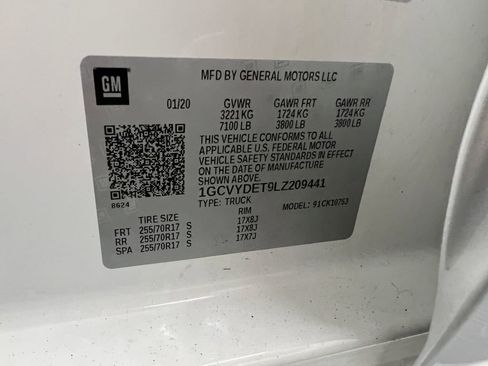 GM
MFD BY GENERAL MOTORS LLC
01/20 GVWR GAWR FRT GAWR RR
3221 KG 1724 KG 1724 KG
7100 LB 3800 LB 3800 LB
THIS VEHICLE CONFORMS TO ALL
APPLICABLE U.S. FEDERAL MOTOR
VEHICLE SAFETY STANDARDS IN EFFECT
ON THE DATE OF MANUFACTURE
SHOWN ABOVE.
1GCVYDET9LZ209441
TYPE: TRUCK MODEL: 91CK10753
8624
TIRE SIZE RIM
FRT 255/70R17 S 17X8J
RR 255/70R17 S 17X8J
SPA 255/70R17 S 17X7J